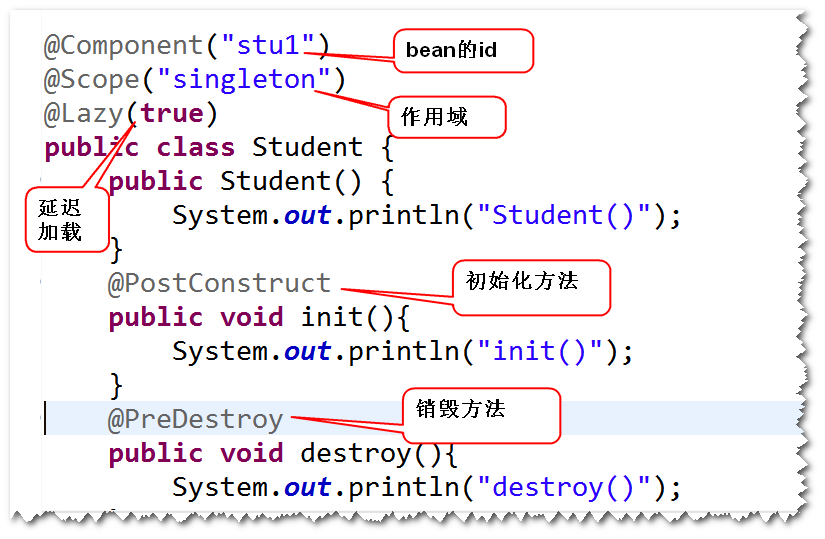 @Component("stu1")
bean的id
@Scope("singleton")
作用域
@Lazy(true)
public class Student {
延迟
加载
public Student() {
System.out.println("Student()");
}
@PostConstruct
初始化方法
public void init(){
System.out.println("init()");
}
@PreDestroy
销毁方法
public void destroy(){
System.out.println("destroy()");